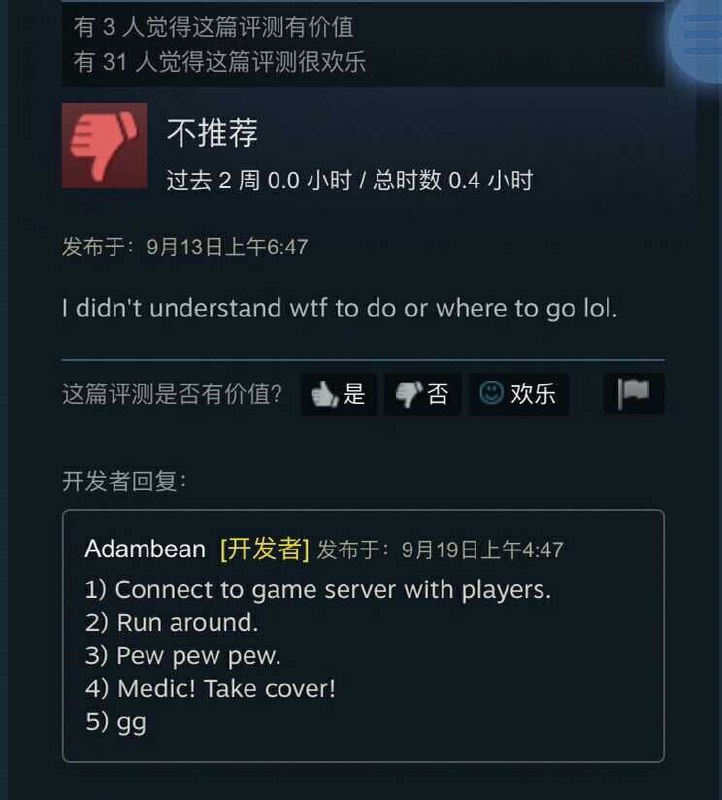 有 3 人觉得这篇评测有价值
有 31 人觉得这篇评测很欢乐
不推荐
过去 2 周 0.0 小时 / 总时数 0.4 小时
发布于：9月13日上午6:47
I didn't understand wtf to do or where to go lol.
这篇评测是否有价值？ 是 否 欢乐
开发者回复：
Adambean [开发者] 发布于：9月19日上午4:47
1) Connect to game server with players.
2) Run around.
3) Pew pew pew.
4) Medic! Take cover!
5) gg